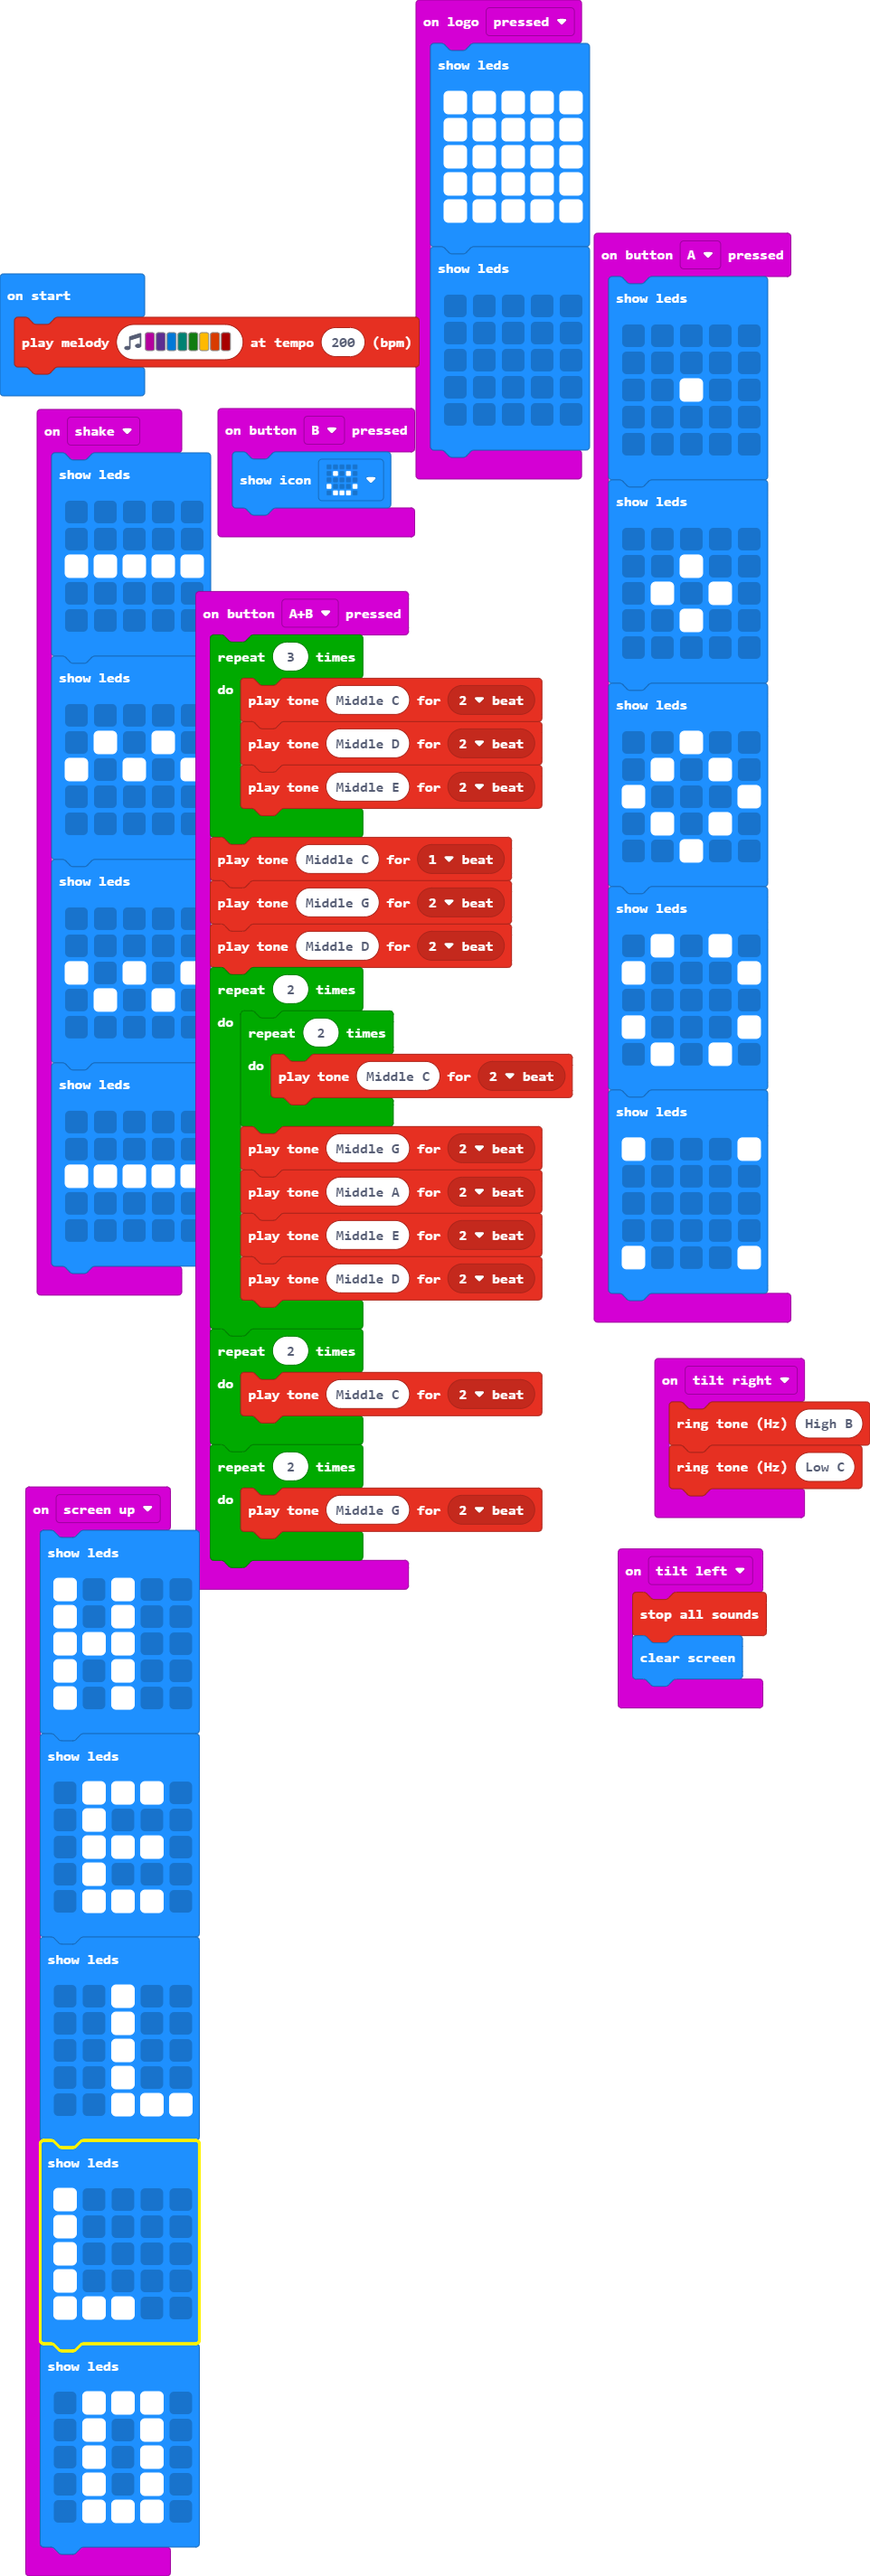 on logo pressed
show leds
show leds
on start
play melody at tempo 200 (bpm)
on button A pressed
show leds
show leds
show leds
show leds
show leds
on shake
show leds
show leds
show leds
show leds
on button B pressed
show icon
on button A+B pressed
repeat 3 times
do
play tone Middle C for 2 beat
play tone Middle D for 2 beat
play tone Middle E for 2 beat
play tone Middle C for 1 beat
play tone Middle G for 2 beat
play tone Middle D for 2 beat
repeat 2 times
do
repeat 2 times
do
play tone Middle C for 2 beat
play tone Middle G for 2 beat
play tone Middle A for 2 beat
play tone Middle E for 2 beat
play tone Middle D for 2 beat
repeat 2 times
do
play tone Middle C for 2 beat
repeat 2 times
do
play tone Middle G for 2 beat
on tilt right
ring tone (Hz) High B
ring tone (Hz) Low C
on tilt left
stop all sounds
clear screen
on screen up
show leds
show leds
show leds
show leds
show leds